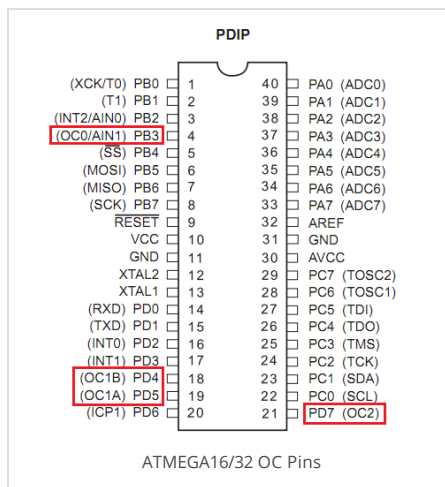 PDIP
(XCK/T0) PB0 1 40 PA0 (ADC0)
(T1) PB1 2 39 PA1 (ADC1)
(INT2/AIN0) PB2 3 38 PA2 (ADC2)
(OC0/AIN1) PB3 4 37 PA3 (ADC3)
(SS) PB4 5 36 PA4 (ADC4)
(MOSI) PB5 6 35 PA5 (ADC5)
(MISO) PB6 7 34 PA6 (ADC6)
(SCK) PB7 8 33 PA7 (ADC7)
RESET 9 32 AREF
VCC 10 31 GND
GND 11 30 AVCC
XTAL2 12 29 PC7 (TOSC2)
XTAL1 13 28 PC6 (TOSC1)
(RXD) PD0 14 27 PC5 (TDI)
(TXD) PD1 15 26 PC4 (TDO)
(INT0) PD2 16 25 PC3 (TMS)
(INT1) PD3 17 24 PC2 (TCK)
(OC1B) PD4 18 23 PC1 (SDA)
(OC1A) PD5 19 22 PC0 (SCL)
(ICP1) PD6 20 21 PD7 (OC2)
ATMEGA16/32 OC Pins